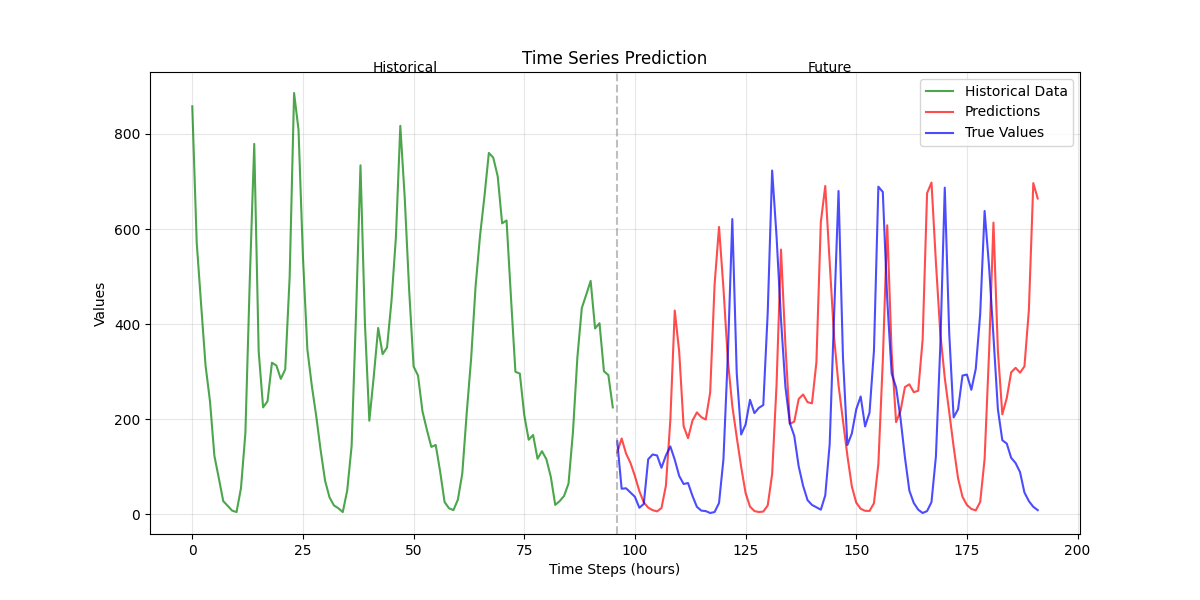 Time Series Prediction
Historical
Future
Historical Data
Predictions
True Values
Values
800
600
400
200
0
0
25
50
75
100
125
150
175
200
Time Steps (hours)